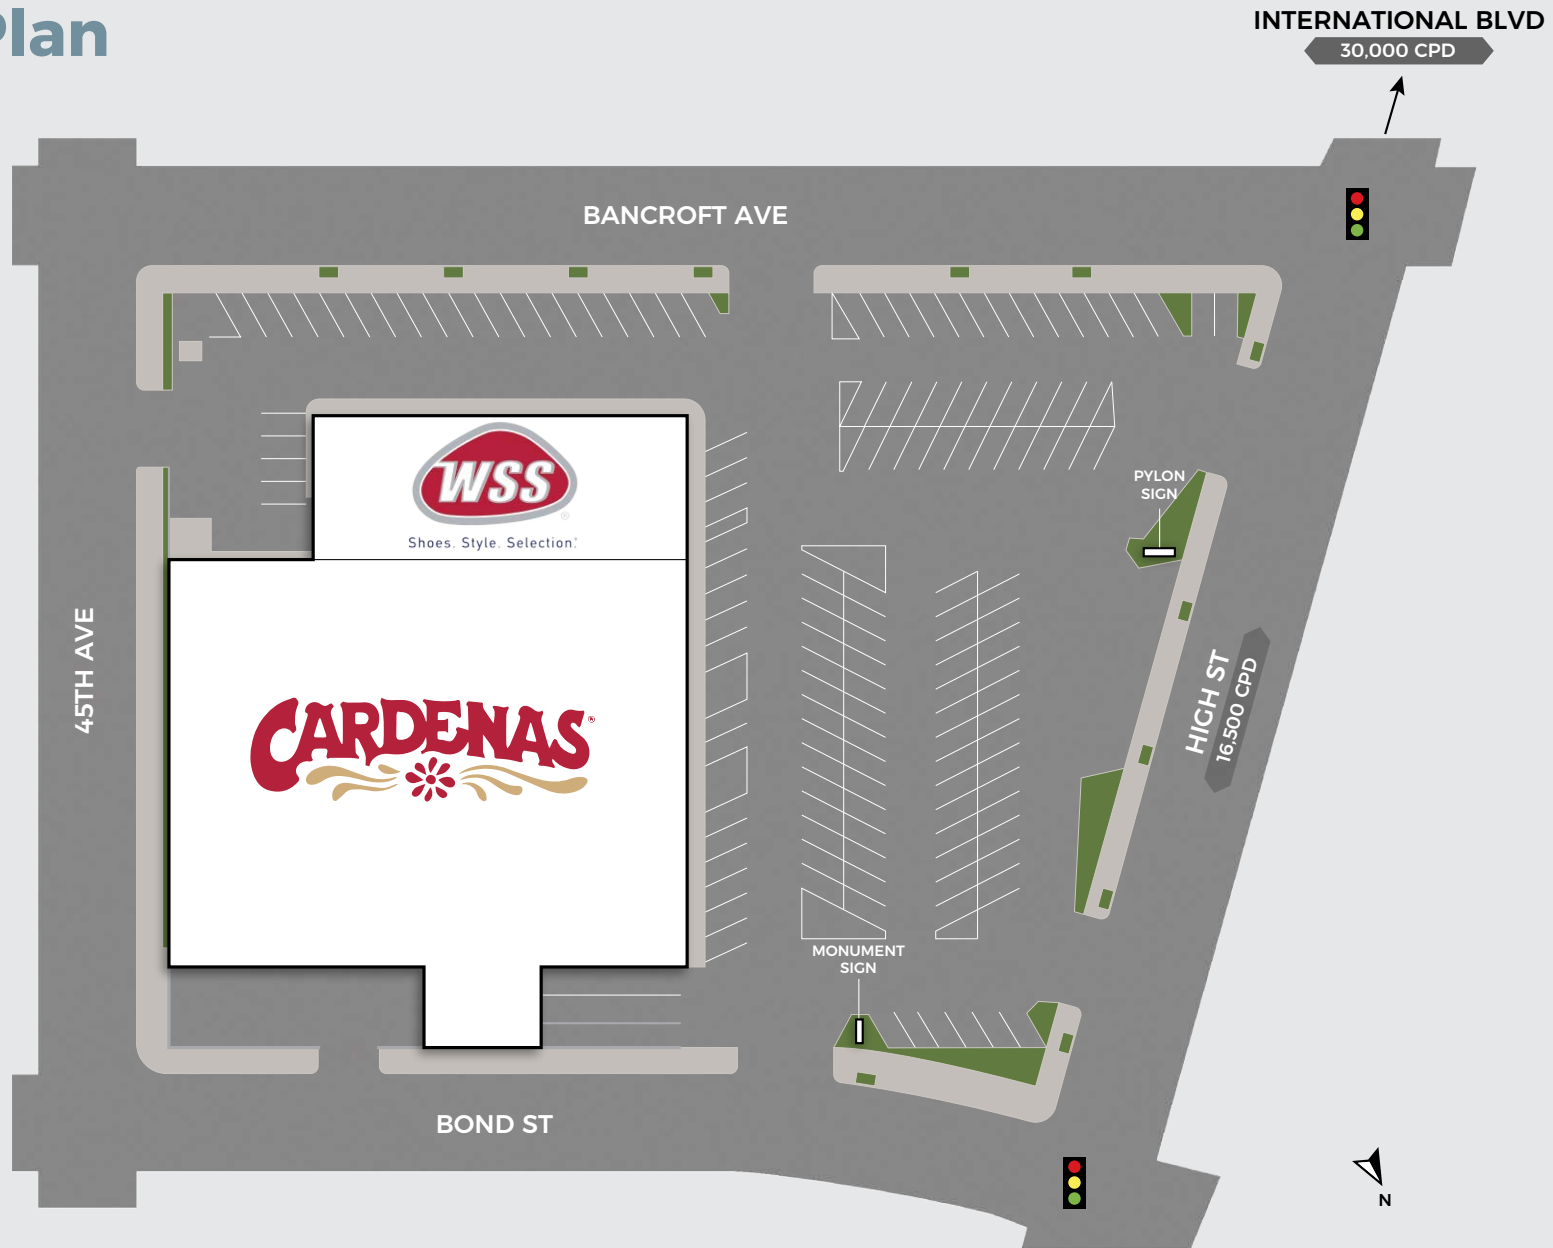 Plan
INTERNATIONAL BLVD
30,000 CPD
BANCROFT AVE
WSS
®
Shoes. Style. Selection.
PYLON
SIGN
45TH AVE
CARDENAS®
HIGH ST
16,500 CPD
MONUMENT
SIGN
BOND ST
N